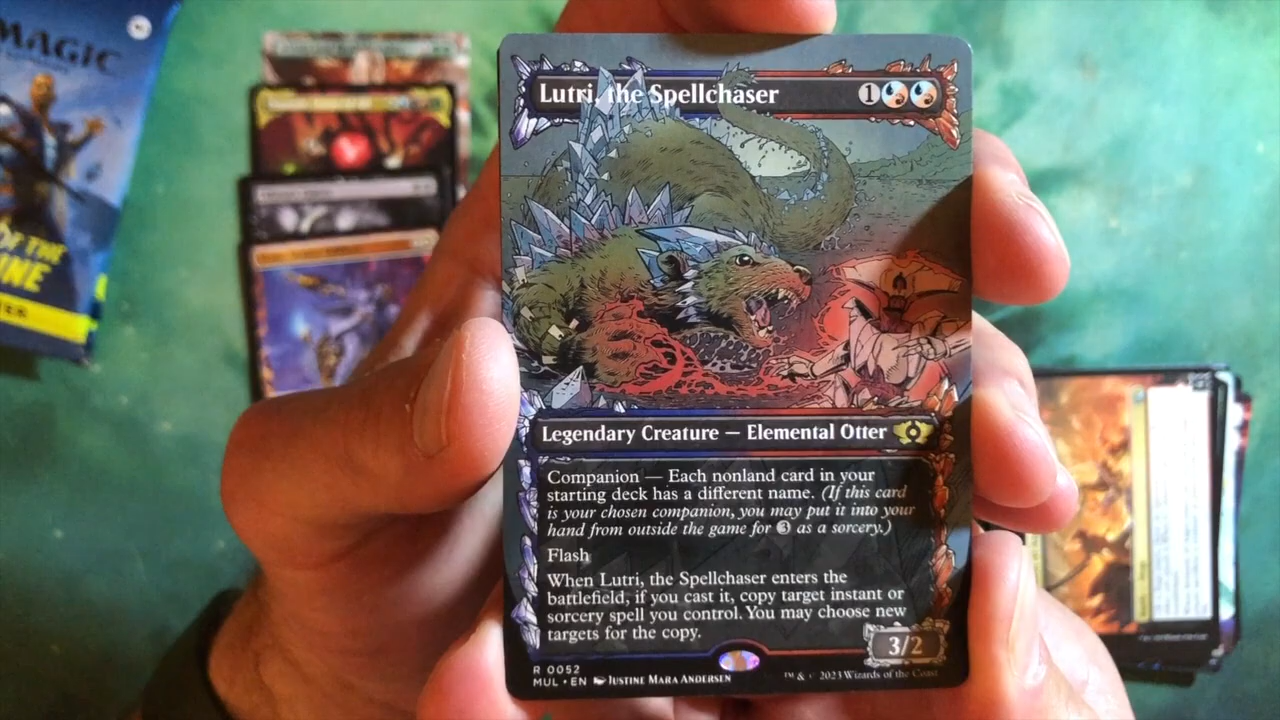 MAGIC
OF THE
Lutri, the Spellchaser
1
Legendary Creature — Elemental Otter
Companion — Each nonland card in your
starting deck has a different name. (If this card
is your chosen companion, you may put it into your
hand from outside the game for 3 as a sorcery.)
Flash
When Lutri, the Spellchaser enters the
battlefield, if you cast it, copy target instant or
sorcery spell you control. You may choose new
targets for the copy.
3/2
R 0052
MUL • EN JUSTINE MARA ANDERSEN
™ & © 2023 Wizards of the Coast